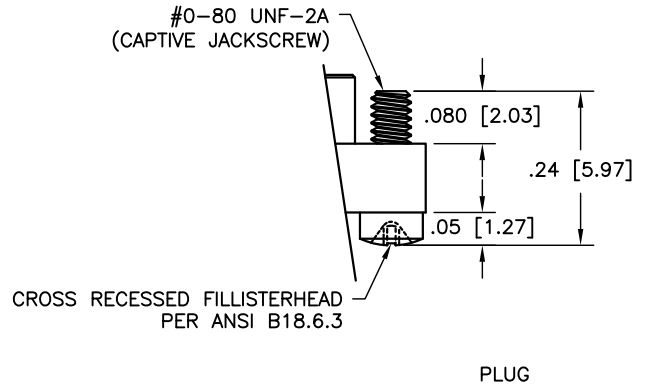 #0-80 UNF-2A
(CAPTIVE JACKSCREW)
.080 [2.03]
.24 [5.97]
.05 [1.27]
CROSS RECESSED FILLISTERHEAD
PER ANSI B18.6.3
PLUG